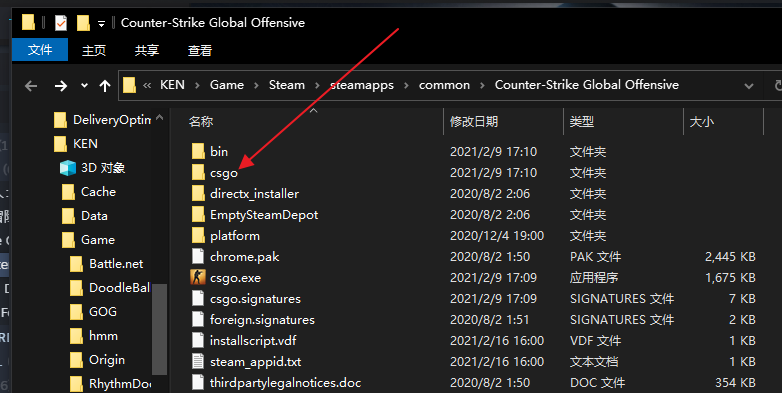 Counter-Strike Global Offensive
文件 主页 共享 查看
« KEN › Game › Steam › steamapps › common › Counter-Strike Global Offensive
名称 修改日期 类型 大小
DeliveryOptim
KEN
3D 对象
Cache
Data
Game
Battle.net
DoodleBal
GOG
hmm
Origin
RhythmDoc
bin 2021/2/9 17:10 文件夹
csgo 2021/2/9 17:10 文件夹
directx_installer 2020/8/2 2:06 文件夹
EmptySteamDepot 2020/8/2 2:06 文件夹
platform 2020/12/4 19:00 文件夹
chrome.pak 2020/8/2 1:50 PAK 文件 2,445 KB
csgo.exe 2021/2/9 17:09 应用程序 1,675 KB
csgo.signatures 2021/2/9 17:09 SIGNATURES 文件 7 KB
foreign.signatures 2020/8/2 1:51 SIGNATURES 文件 2 KB
installscript.vdf 2021/2/16 16:00 VDF 文件 1 KB
steam_appid.txt 2021/2/16 16:00 文本文档 1 KB
thirdpartylegalnotices.doc 2020/8/2 1:50 DOC 文件 354 KB